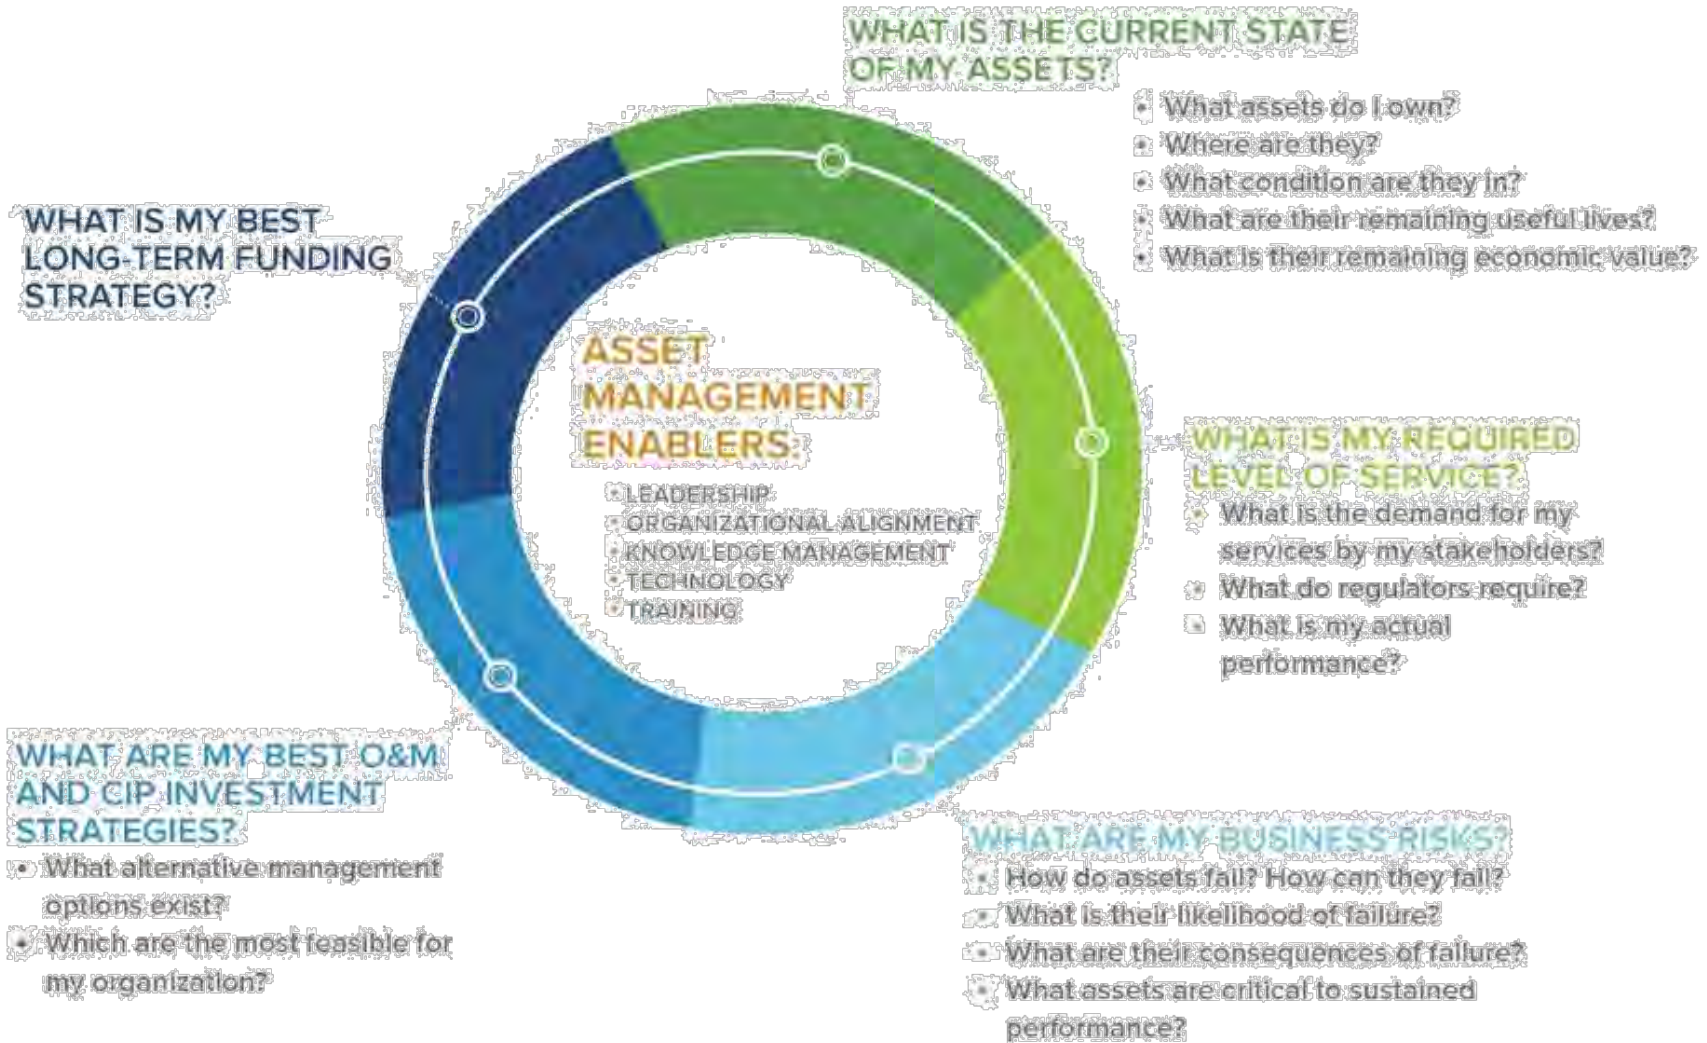 WHAT IS THE CURRENT STATE
OF MY ASSETS?
• What assets do I own?
• Where are they?
• What condition are they in?
• What are their remaining useful lives?
• What is their remaining economic value?
WHAT IS MY REQUIRED
LEVEL OF SERVICE?
• What is the demand for my
services by my stakeholders?
• What do regulators require?
• What is my actual
performance?
WHAT ARE MY BUSINESS RISKS?
• How do assets fail? How can they fail?
• What is their likelihood of failure?
• What are their consequences of failure?
• What assets are critical to sustained
performance?
WHAT ARE MY BEST O&M
AND CIP INVESTMENT
STRATEGIES?
• What alternative management
options exist?
• Which are the most feasible for
my organization?
WHAT IS MY BEST
LONG-TERM FUNDING
STRATEGY?
ASSET
MANAGEMENT
ENABLERS:
• LEADERSHIP
• ORGANIZATIONAL ALIGNMENT
• KNOWLEDGE MANAGEMENT
• TECHNOLOGY
• TRAINING